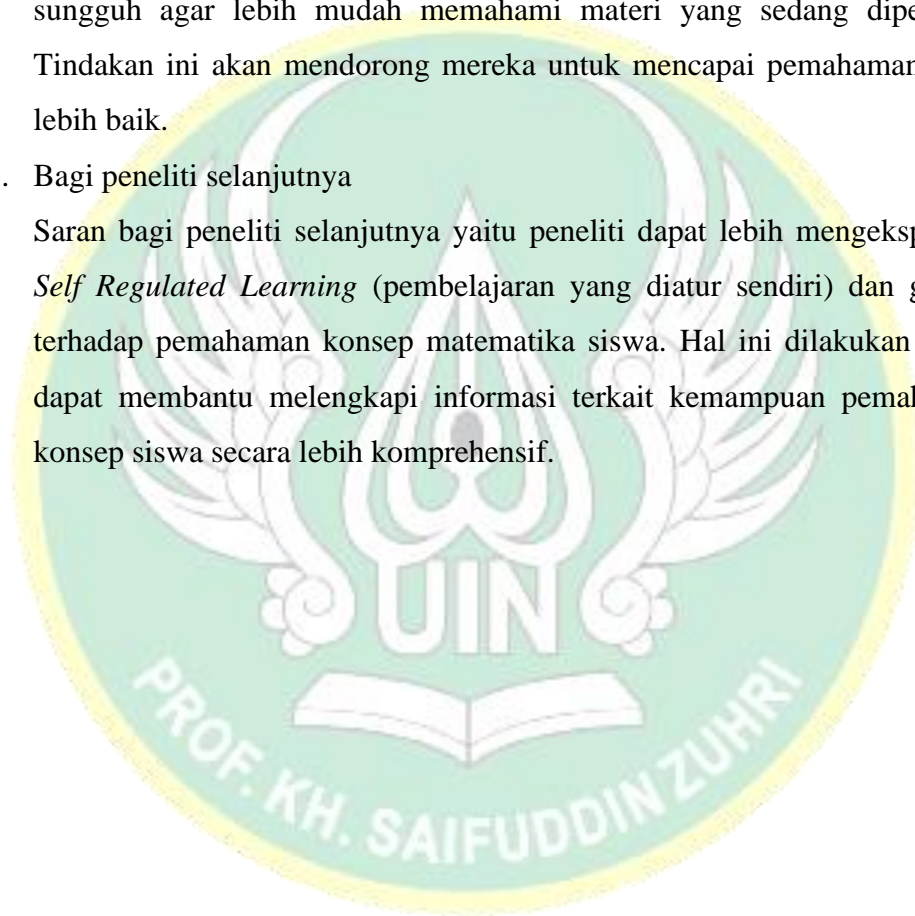 sungguh agar lebih mudah memahami materi yang sedang
Tindakan ini akan mendorong mereka untuk mencapai pemahaman
lebih baik.
. Bagi peneliti selanjutnya
Saran bagi peneliti selanjutnya yaitu peneliti dapat lebih
Self Regulated Learning (pembelajaran yang diatur sendiri) dan
terhadap pemahaman konsep matematika siswa. Hal ini dilakukan
dapat membantu melengkapi informasi terkait kemampuan
konsep siswa secara lebih komprehensif.
UIN
PROF. KH. SAIFUDDIN ZUHRI